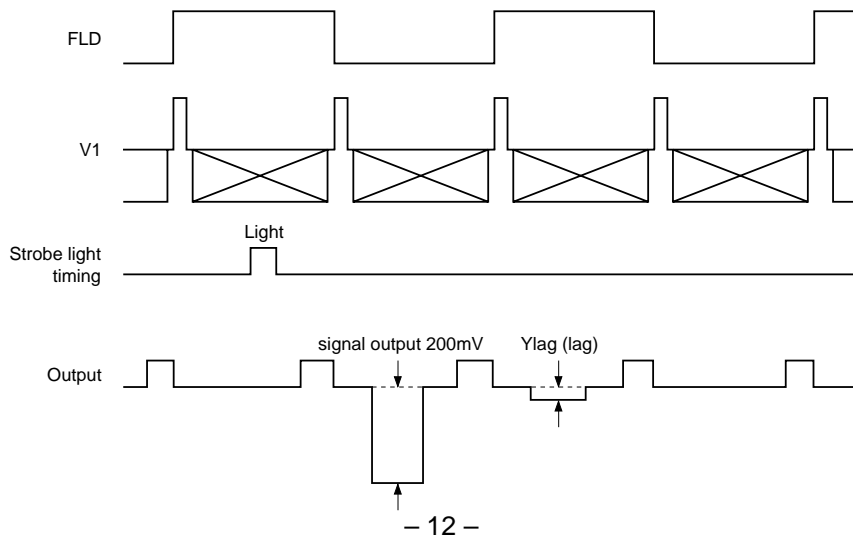 FLD
V1
Light
Strobe light
timing
signal output 200mV
Ylag (lag)
Output
– 12 –